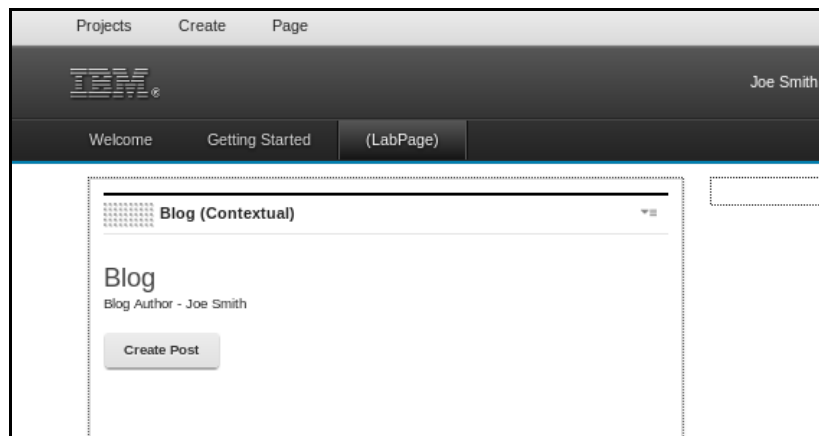 Projects Create Page
IBM®
Joe Smith
Welcome Getting Started (LabPage)
Blog (Contextual)
Blog
Blog Author - Joe Smith
Create Post